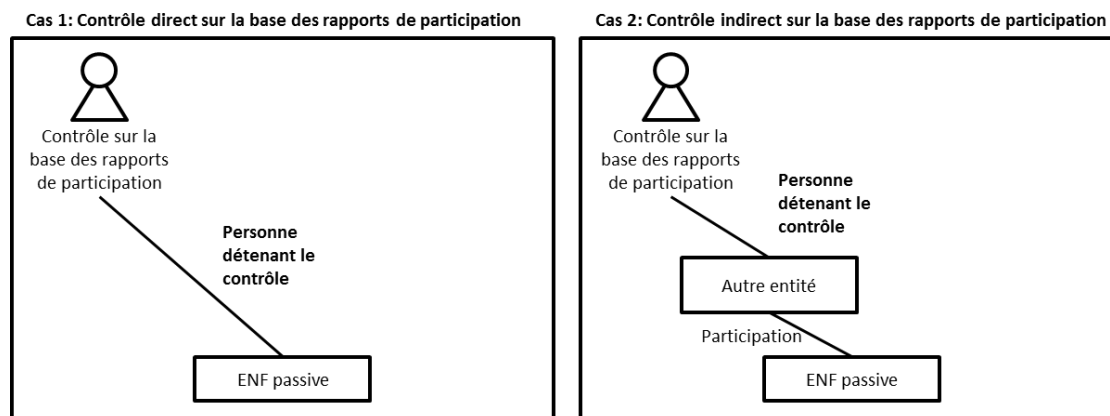 Cas 1: Contrôle direct sur la base des rapports de participation
Contrôle sur la
base des rapports
de participation
Personne
détenant le
contrôle
ENF passive
Cas 2: Contrôle indirect sur la base des rapports de participation
Contrôle sur la
base des rapports
de participation
Personne
détenant le
contrôle
Autre entité
Participation
ENF passive